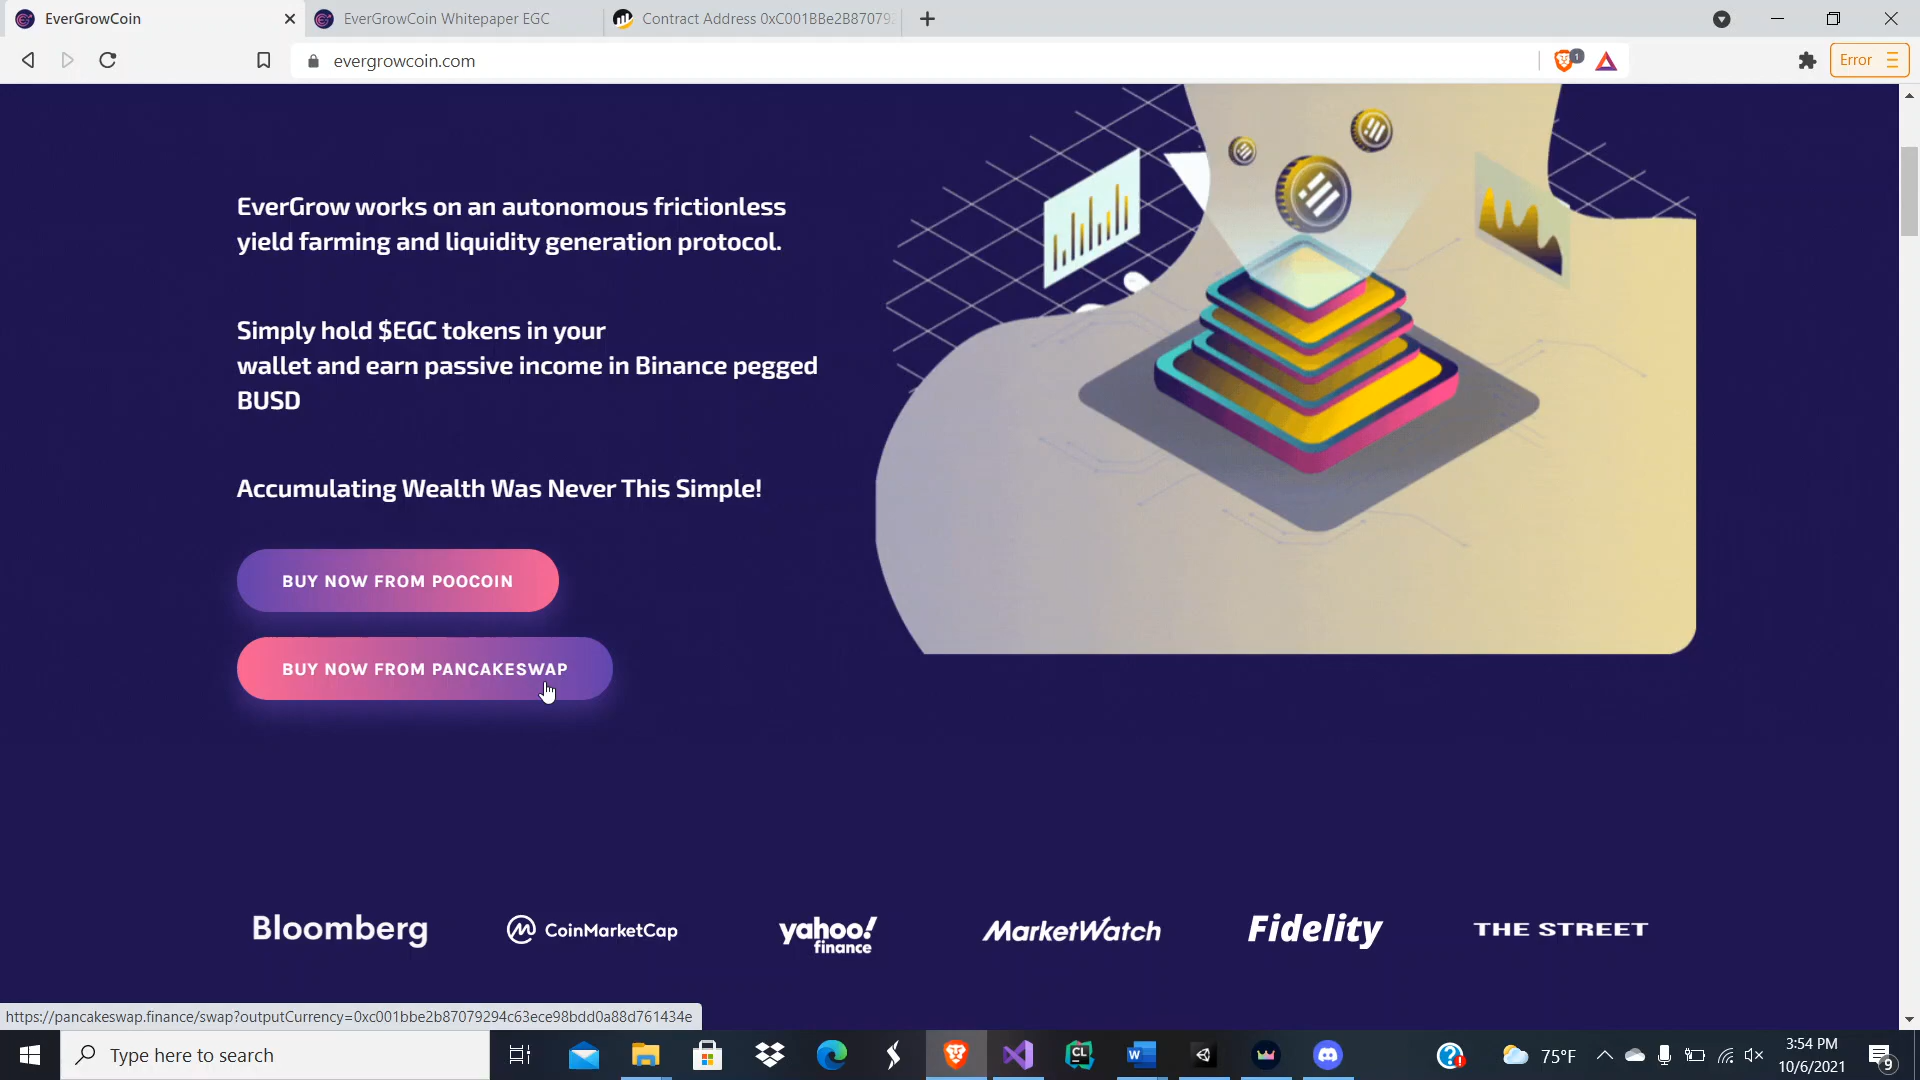 EverGrowCoin
EverGrowCoin Whitepaper EGC
Contract Address 0xC001BBe2B87079
evergrowcoin.com
1
Error
EverGrow works on an autonomous frictionless
yield farming and liquidity generation protocol.
Simply hold $EGC tokens in your
wallet and earn passive income in Binance pegged
BUSD
Accumulating Wealth Was Never This Simple!
BUY NOW FROM POOCOIN
BUY NOW FROM PANCAKESWAP
Bloomberg
CoinMarketCap
yahoo!
finance
MarketWatch
Fidelity
THE STREET
https://pancakeswap.finance/swap?outputCurrency=0xc001bbe2b87079294c63ece98bdd0a88d761434e
Type here to search
CL
W
75°F
3:54 PM
10/6/2021
9